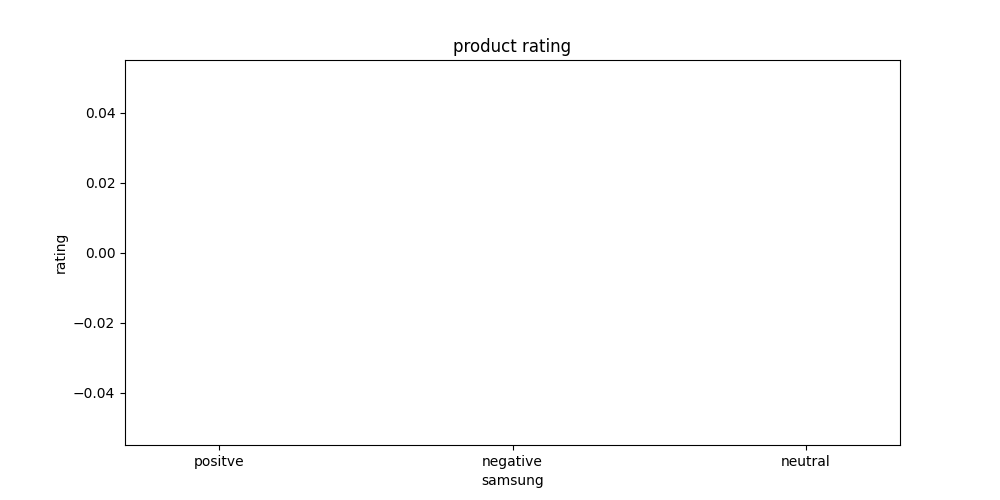 product rating
rating
0.04
0.02
0.00
−0.02
−0.04
positve negative neutral
samsung